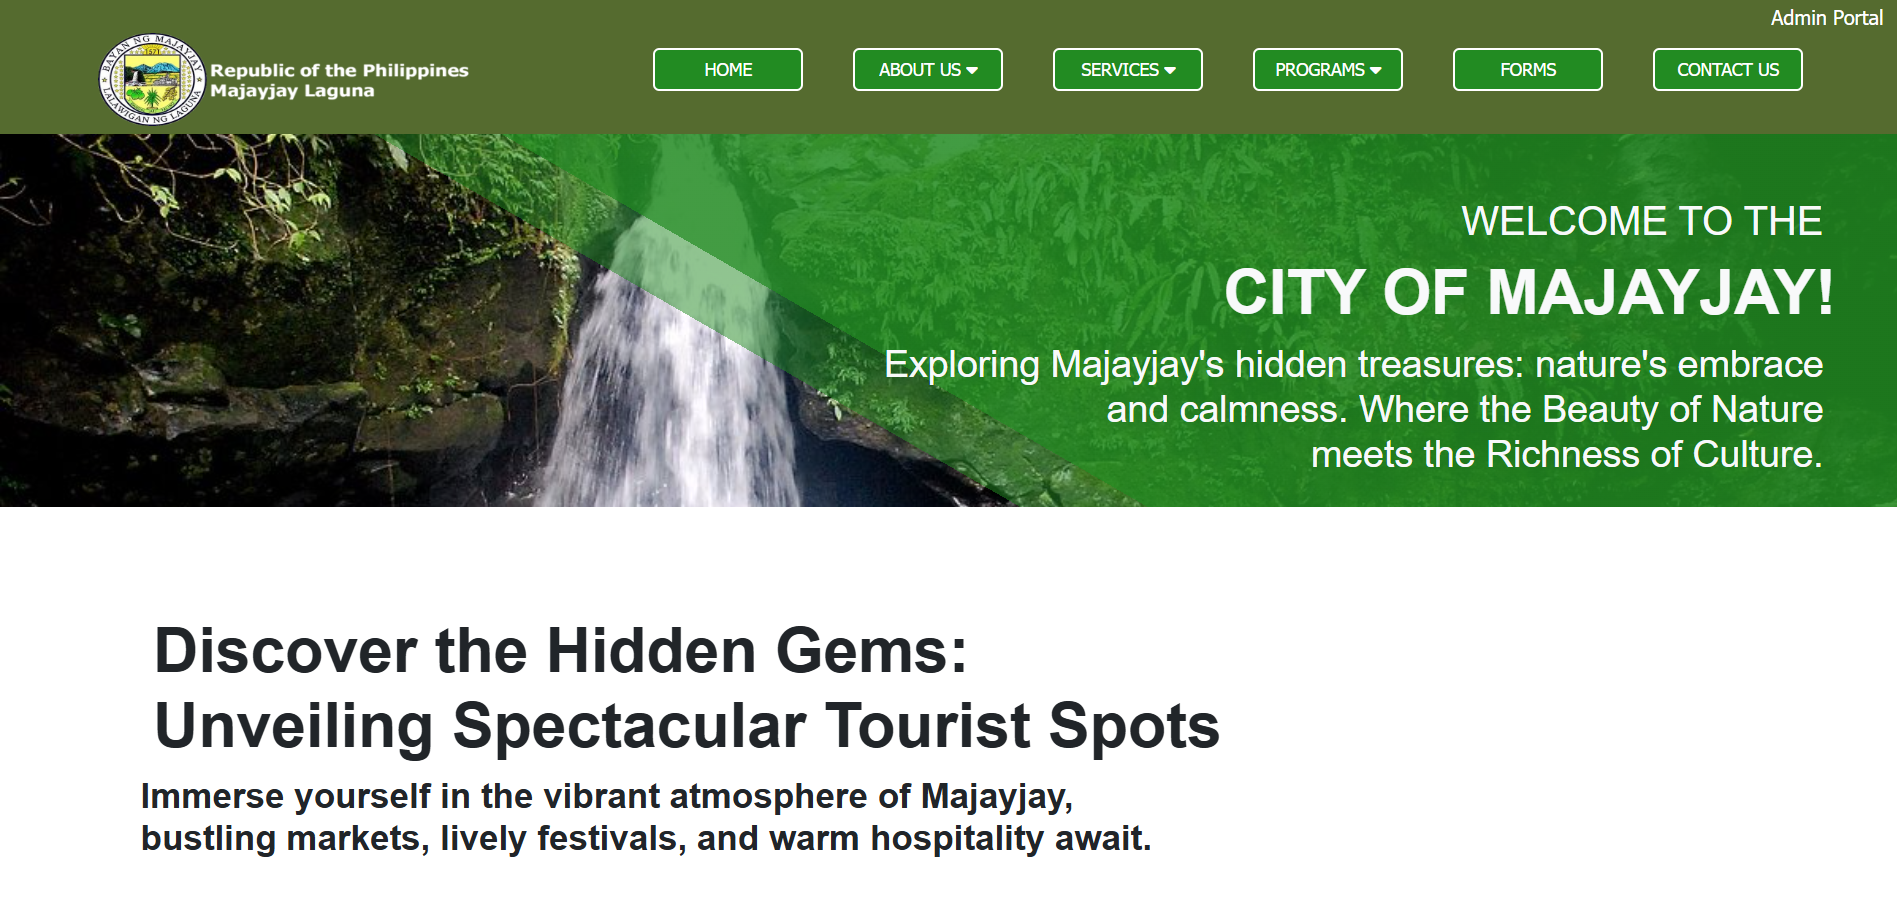 Admin Portal
BAYAN NG MAJAYJAY
1571
LALAWIGAN NG LAGUNA
Republic of the Philippines
Majayjay Laguna
HOME
ABOUT US
SERVICES
PROGRAMS
FORMS
CONTACT US
WELCOME TO THE
CITY OF MAJAYJAY!
Exploring Majayjay's hidden treasures: nature's embrace
and calmness. Where the Beauty of Nature
meets the Richness of Culture.
Discover the Hidden Gems:
Unveiling Spectacular Tourist Spots
Immerse yourself in the vibrant atmosphere of Majayjay,
bustling markets, lively festivals, and warm hospitality await.